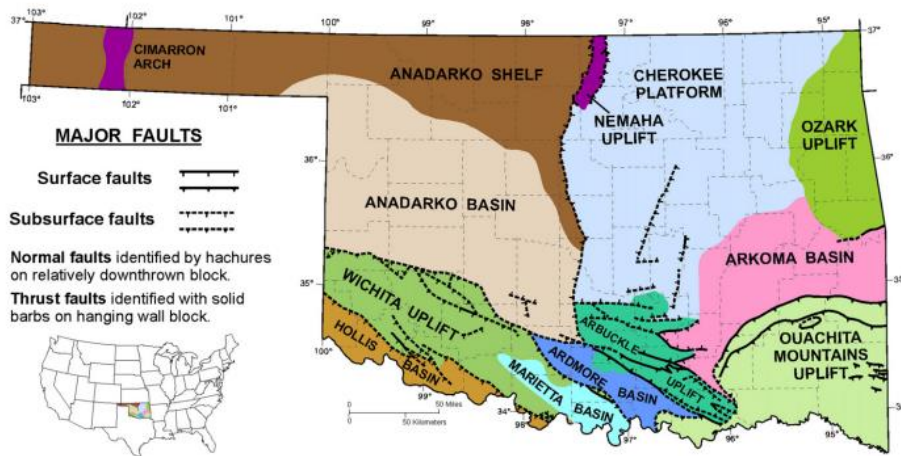 37°
103°
102°
101°
100°
99°
98°
97°
96°
95°
37°
CIMARRON
ARCH
ANADARKO SHELF
CHEROKEE
PLATFORM
NEMAHA
UPLIFT
OZARK
UPLIFT
103°
102°
101°
MAJOR FAULTS
Surface faults
Subsurface faults
Normal faults identified by hachures
on relatively downthrown block.
Thrust faults identified with solid
barbs on hanging wall block.
36°
36°
ANADARKO BASIN
ARKOMA BASIN
35°
35°
WICHITA UPLIFT
HOLLIS
BASIN
ARBUCKLE
UPLIFT
ARDMORE
BASIN
MARIETTA BASIN
OUACHITA
MOUNTAINS
UPLIFT
100°
99°
34°
98°
97°
96°
95°
0 50 Miles
0 50 Kilometers